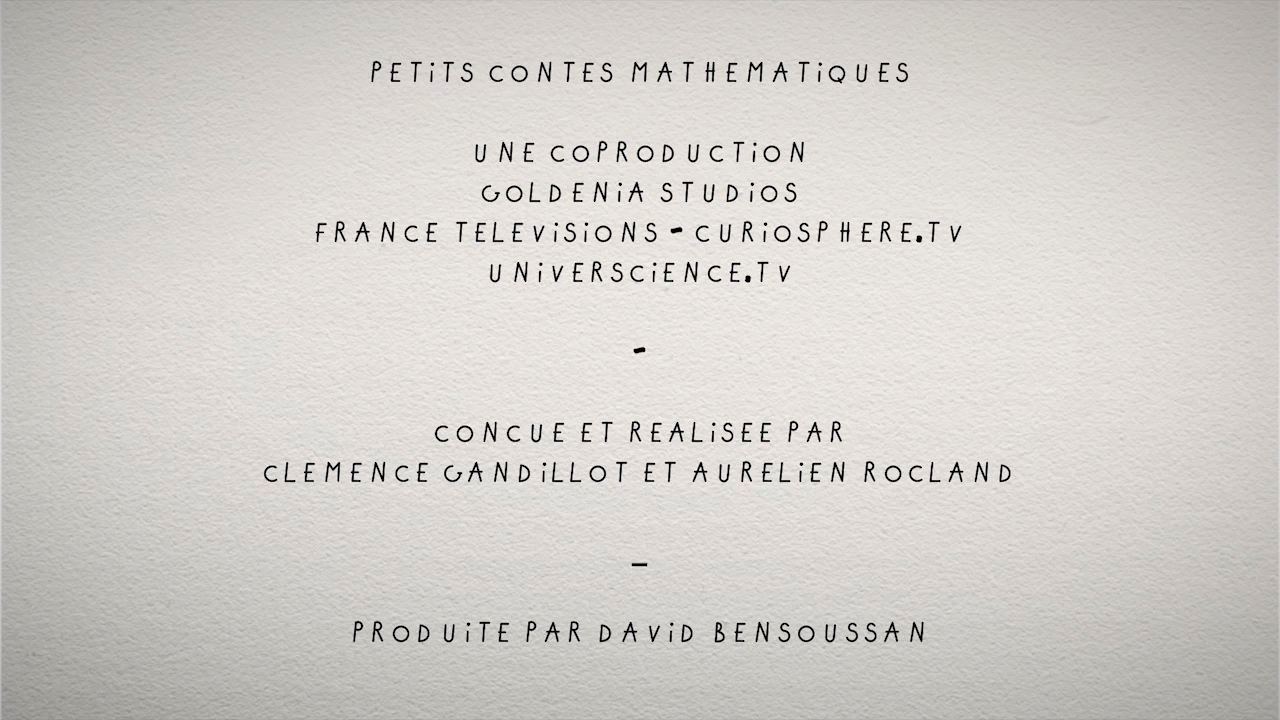 PETiTS CONTES MATHEMATiQUES
UNE COPRODUCTiON
GOLDENiA STUDiOS
FRANCE TELEViSiONS - CURiOSPHERE.TV
UNiVERSCiENCE.TV
-
CONCUE ET REALiSEE PAR
CLEMENCE GANDiLLOT ET AURELiEN ROCLAND
–
PRODUiTE PAR DAViD BENSOUSSAN